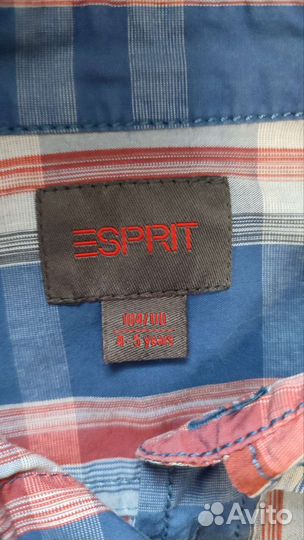 ESPRIT
104/110
4-5 years
Avito